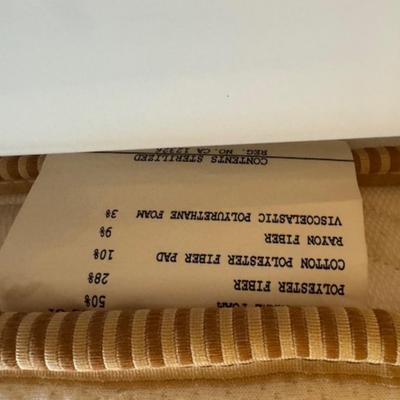 FOAM 50%
POLYESTER FIBER 28%
COTTON POLYESTER FIBER PAD 10%
RAYON FIBER 9%
VISCOELASTIC POLYURETHANE FOAM 3%
CONTENTS STERILIZED
REG. NO. CA